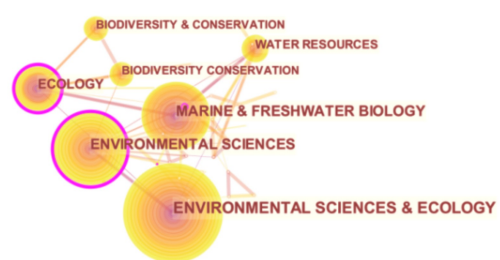 BIODIVERSITY & CONSERVATION
WATER RESOURCES
BIODIVERSITY CONSERVATION
ECOLOGY
MARINE & FRESHWATER BIOLOGY
ENVIRONMENTAL SCIENCES
ENVIRONMENTAL SCIENCES & ECOLOGY